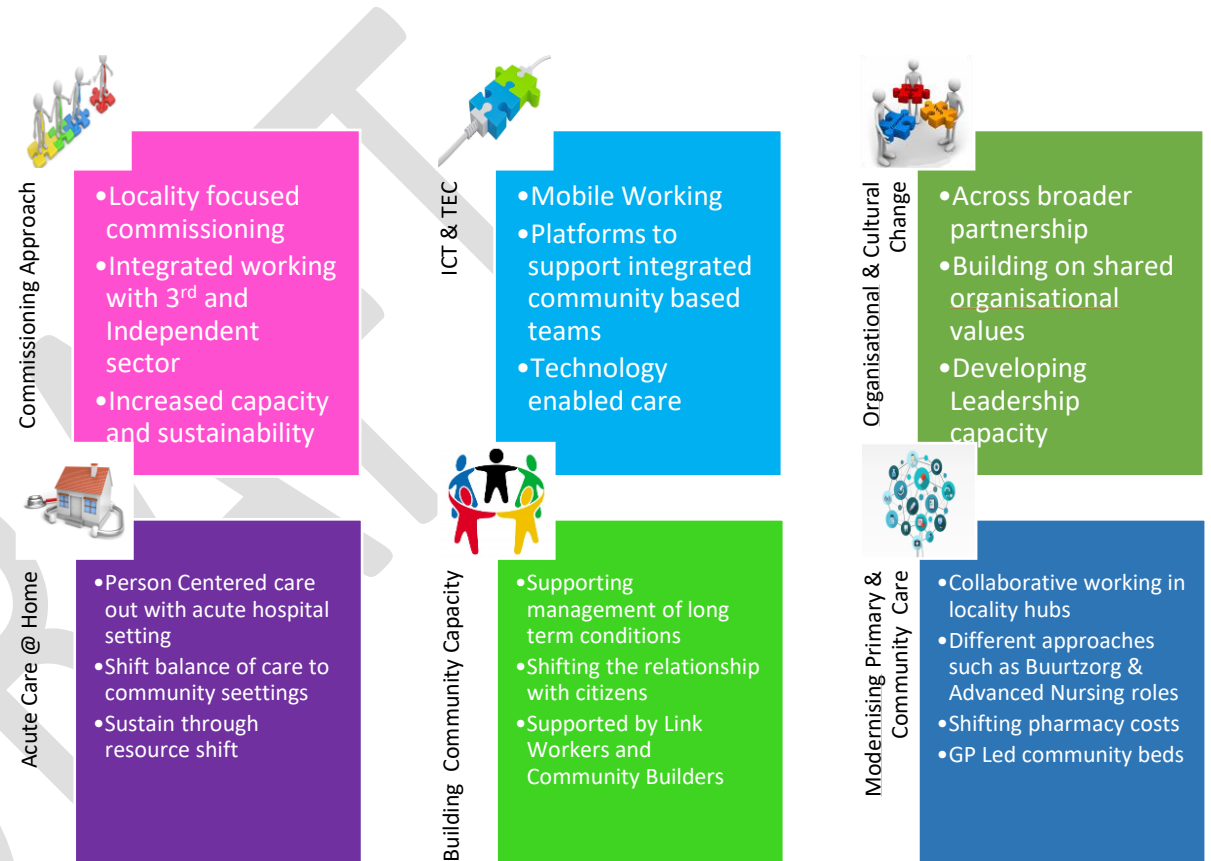 Commissioning Approach
•Locality focused
commissioning
•Integrated working
with 3rd and
Independent
sector
•Increased capacity
and sustainability
ICT & TEC
•Mobile Working
•Platforms to
support integrated
community based
teams
•Technology
enabled care
Organisational & Cultural
Change
•Across broader
partnership
•Building on shared
organisational
values
•Developing
Leadership
capacity
Acute Care @ Home
•Person Centered care
out with acute hospital
setting
•Shift balance of care to
community seettings
•Sustain through
resource shift
Building Community Capacity
•Supporting
management of long
term conditions
•Shifting the relationship
with citizens
•Supported by Link
Workers and
Community Builders
Modernising Primary &
Community Care
•Collaborative working in
locality hubs
•Different approaches
such as Buurtzorg &
Advanced Nursing roles
•Shifting pharmacy costs
•GP Led community beds